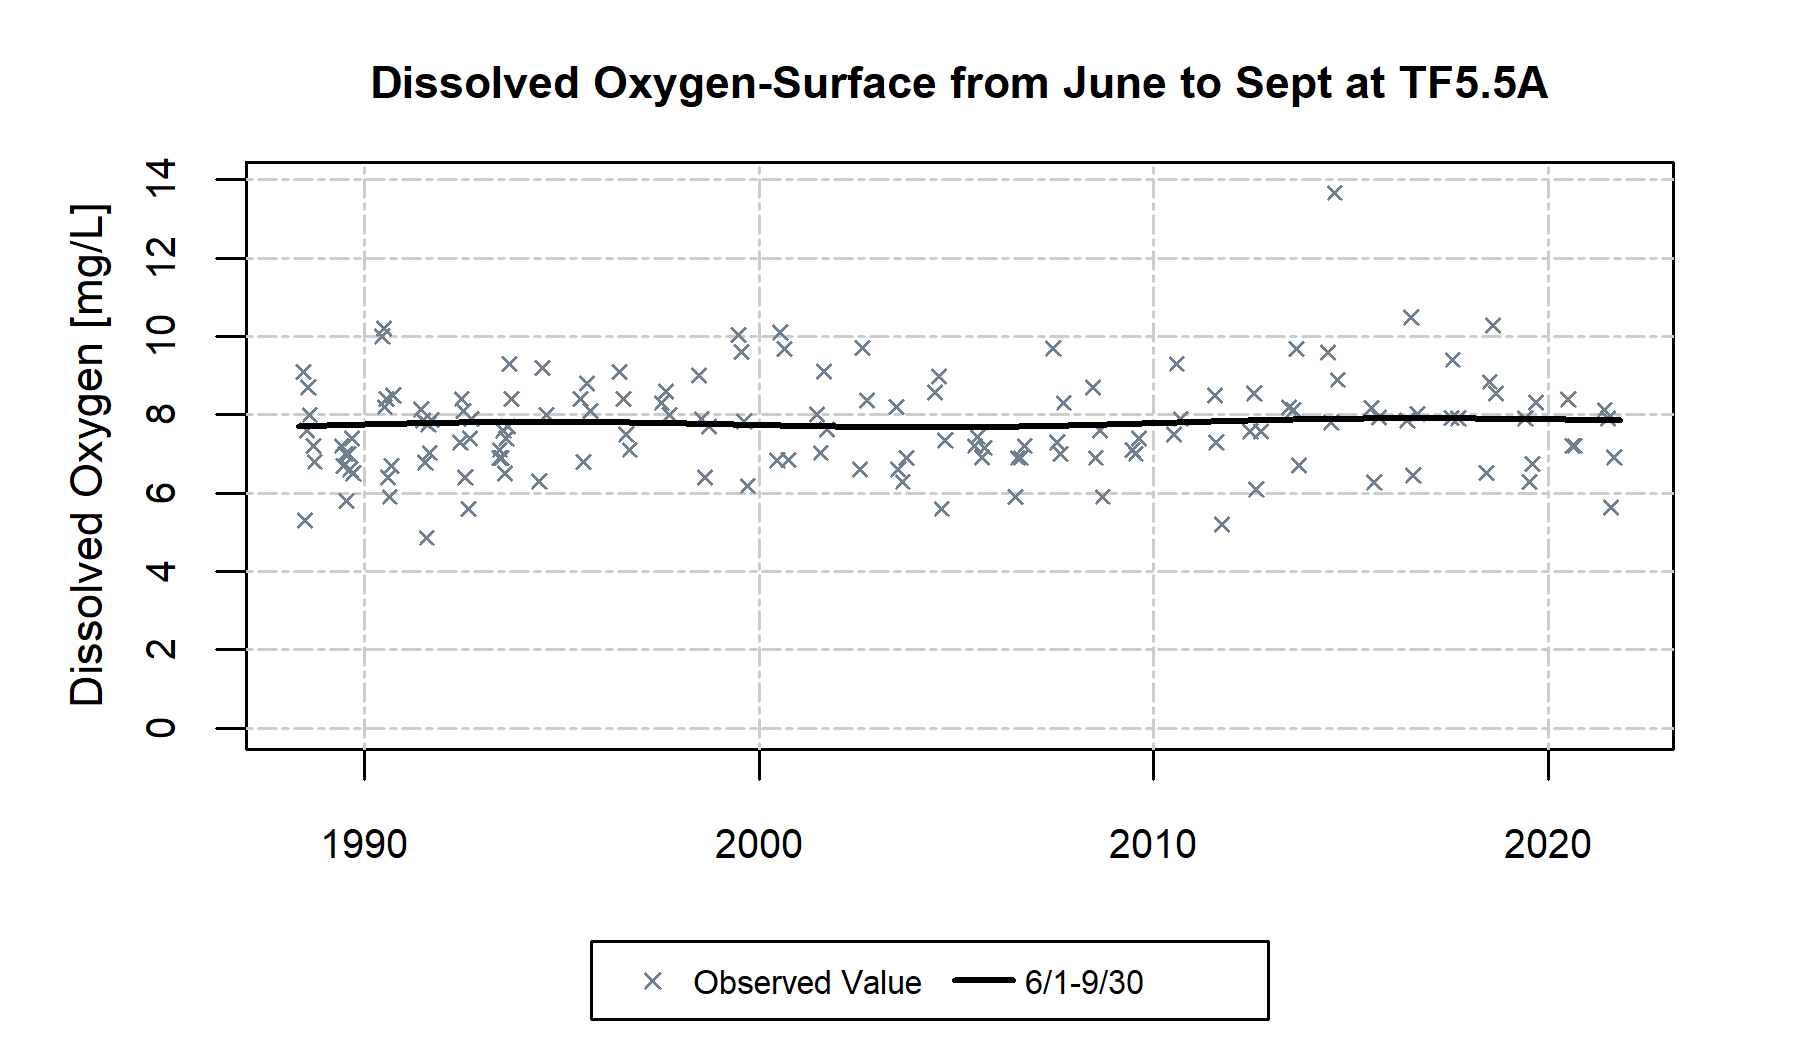 Dissolved Oxygen-Surface from June to Sept at TF5.5A
Dissolved Oxygen [mg/L]
14
12
10
8
6
4
2
0
1990 2000 2010 2020
Observed Value 6/1-9/30